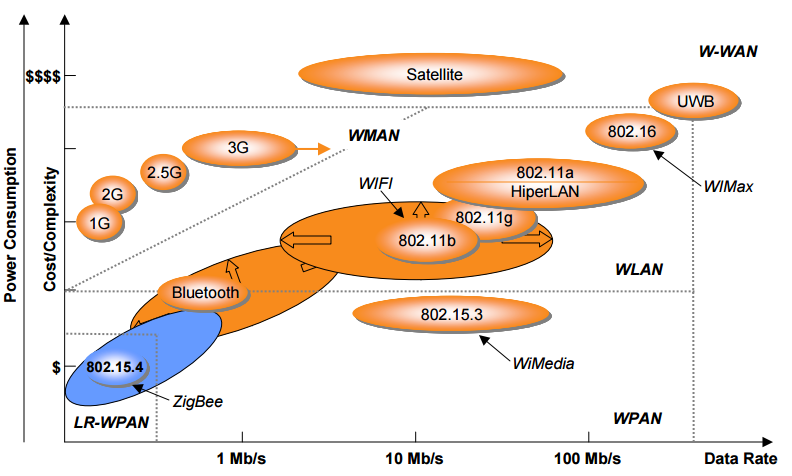 W-WAN
$$$$
Satellite
UWB
802.16
WMAN
3G
2.5G
2G
1G
802.11a
HiperLAN
WiMax
WIFI
802.11g
802.11b
WLAN
Bluetooth
802.15.3
WiMedia
$
802.15.4
ZigBee
LR-WPAN
WPAN
Power Consumption
Cost/Complexity
1 Mb/s
10 Mb/s
100 Mb/s
Data Rate